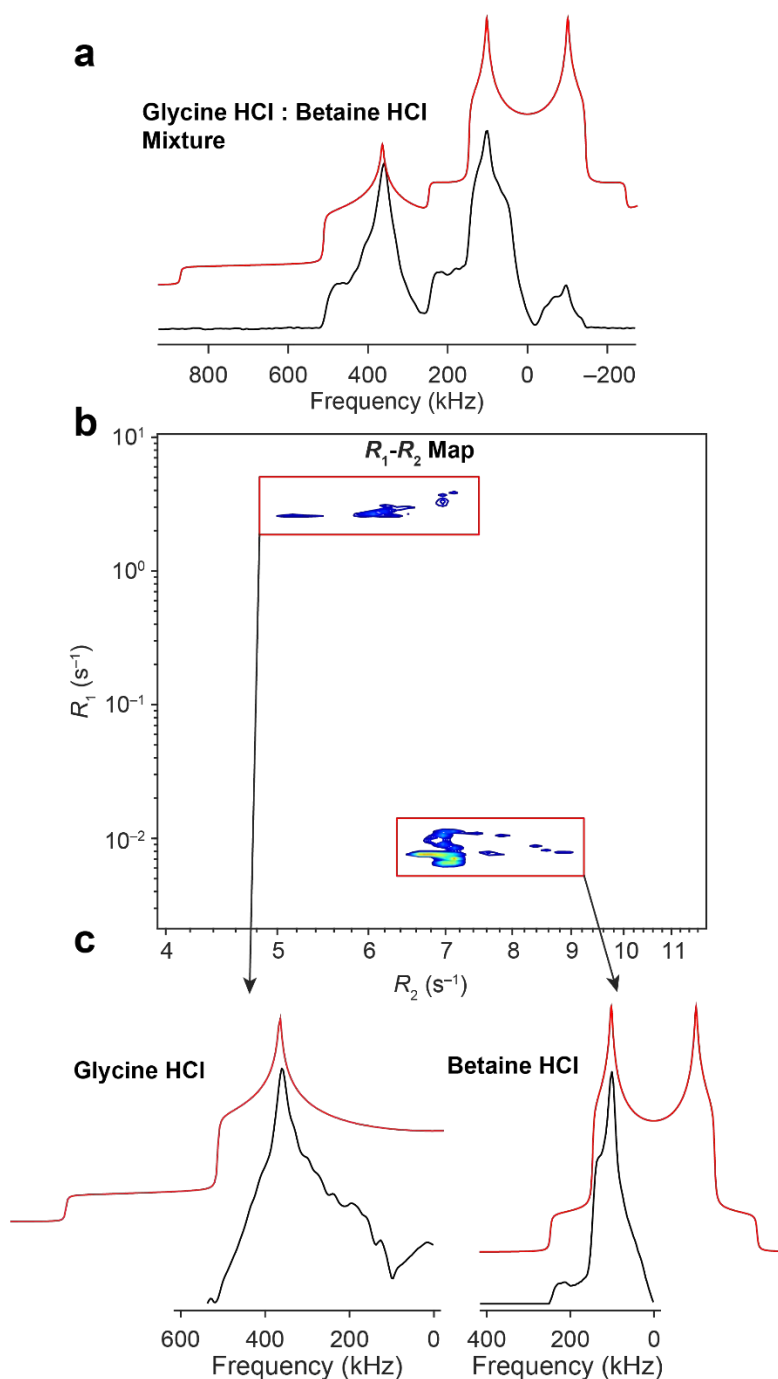 a
Glycine HCl : Betaine HCl
Mixture
800 600 400 200 0 –200
Frequency (kHz)
b
R₁-R₂ Map
10¹
10⁰
10⁻¹
10⁻²
R₁ (s⁻¹)
4 5 6 7 8 9 10 11
R₂ (s⁻¹)
c
Glycine HCl
Betaine HCl
600 400 200 0
400 200 0
Frequency (kHz)
Frequency (kHz)